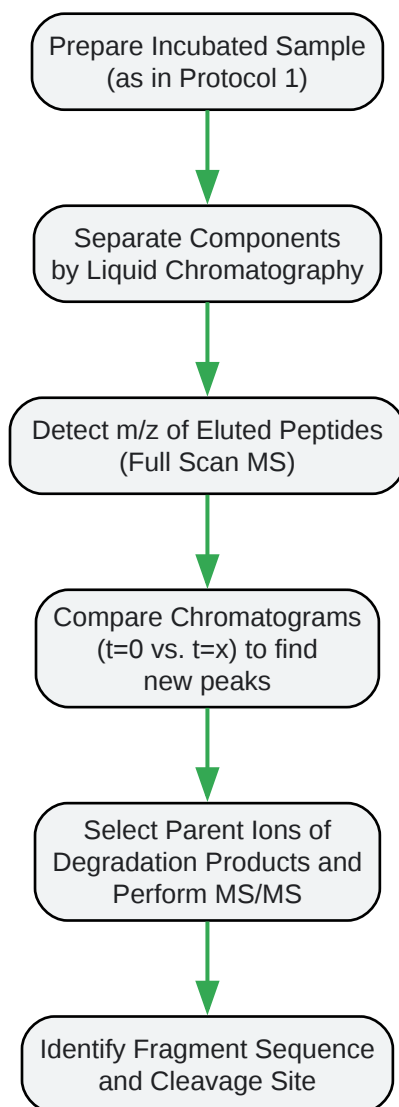 Prepare Incubated Sample
(as in Protocol 1)
Separate Components
by Liquid Chromatography
Detect m/z of Eluted Peptides
(Full Scan MS)
Compare Chromatograms
(t=0 vs. t=x) to find
new peaks
Select Parent Ions of
Degradation Products and
Perform MS/MS
Identify Fragment Sequence
and Cleavage Site